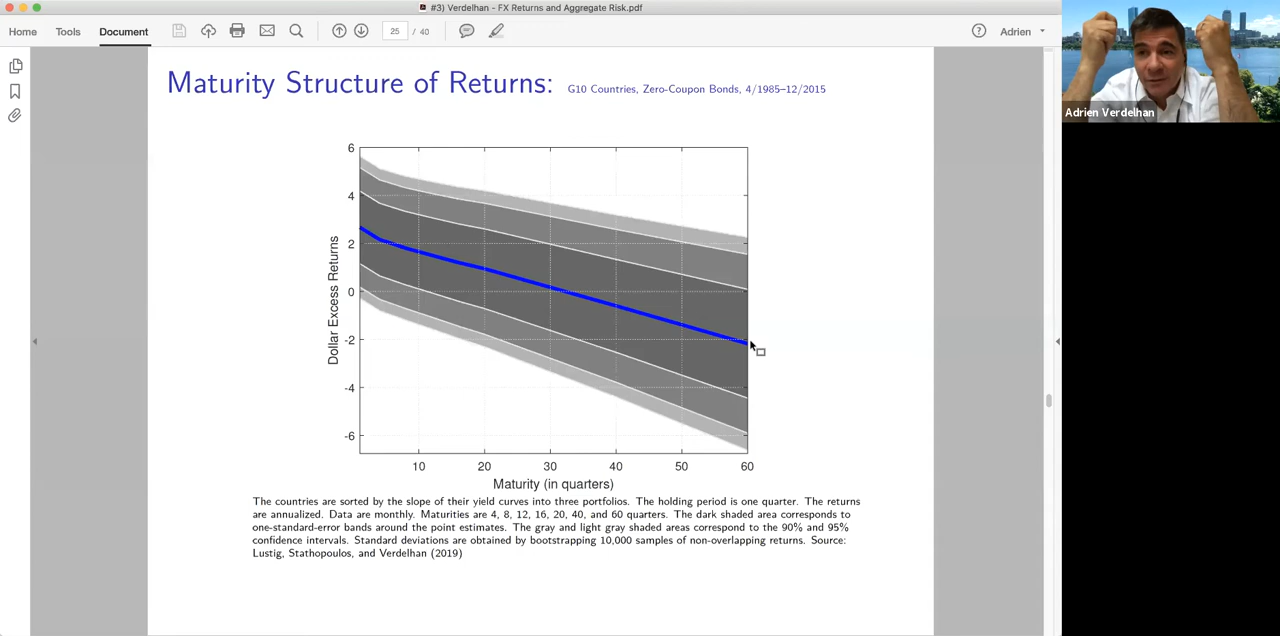 #3) Verdelhan - FX Returns and Aggregate Risk.pdf
Home Tools Document 25 / 40 Adrien
Adrien Verdelhan
Maturity Structure of Returns: G10 Countries, Zero-Coupon Bonds, 4/1985–12/2015
6
4
2
0
-2
-4
-6
Dollar Excess Returns
10 20 30 40 50 60
Maturity (in quarters)
The countries are sorted by the slope of their yield curves into three portfolios. The holding period is one quarter. The returns
are annualized. Data are monthly. Maturities are 4, 8, 12, 16, 20, 40, and 60 quarters. The dark shaded area corresponds to
one-standard-error bands around the point estimates. The gray and light gray shaded areas correspond to the 90% and 95%
confidence intervals. Standard deviations are obtained by bootstrapping 10,000 samples of non-overlapping returns. Source:
Lustig, Stathopoulos, and Verdelhan (2019)